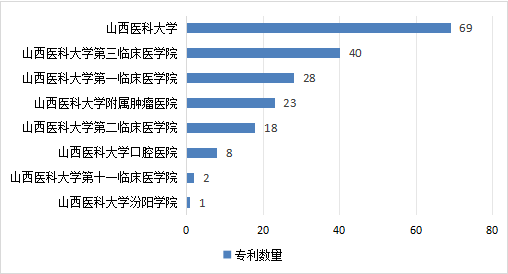 山西医科大学 69
山西医科大学第三临床医学院 40
山西医科大学第一临床医学院 28
山西医科大学附属肿瘤医院 23
山西医科大学第二临床医学院 18
山西医科大学口腔医院 8
山西医科大学第十一临床医学院 2
山西医科大学汾阳学院 1
0 20 40 60 80
专利数量